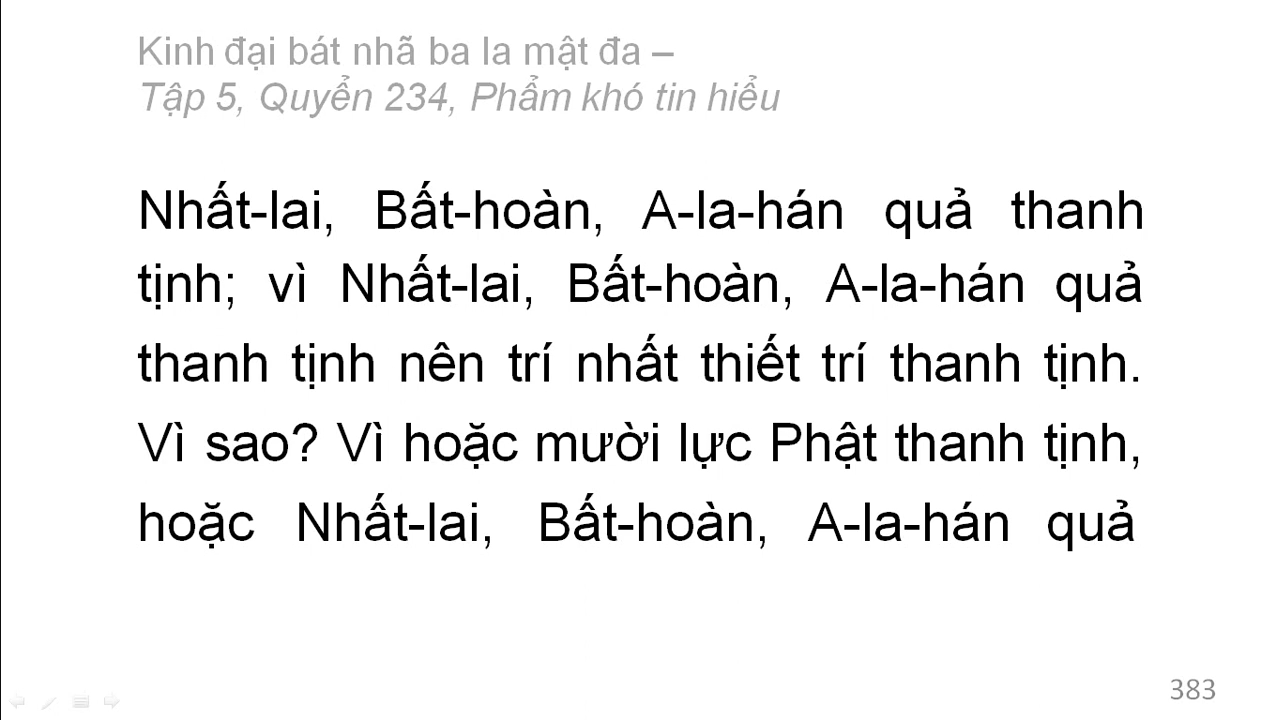 Kinh đại bát nhã ba la mật đa –
Tập 5, Quyển 234, Phẩm khó tin hiểu
Nhất-lai, Bất-hoàn, A-la-hán quả thanh
tịnh; vì Nhất-lai, Bất-hoàn, A-la-hán quả
thanh tịnh nên trí nhất thiết trí thanh tịnh.
Vì sao? Vì hoặc mười lực Phật thanh tịnh,
hoặc Nhất-lai, Bất-hoàn, A-la-hán quả
383